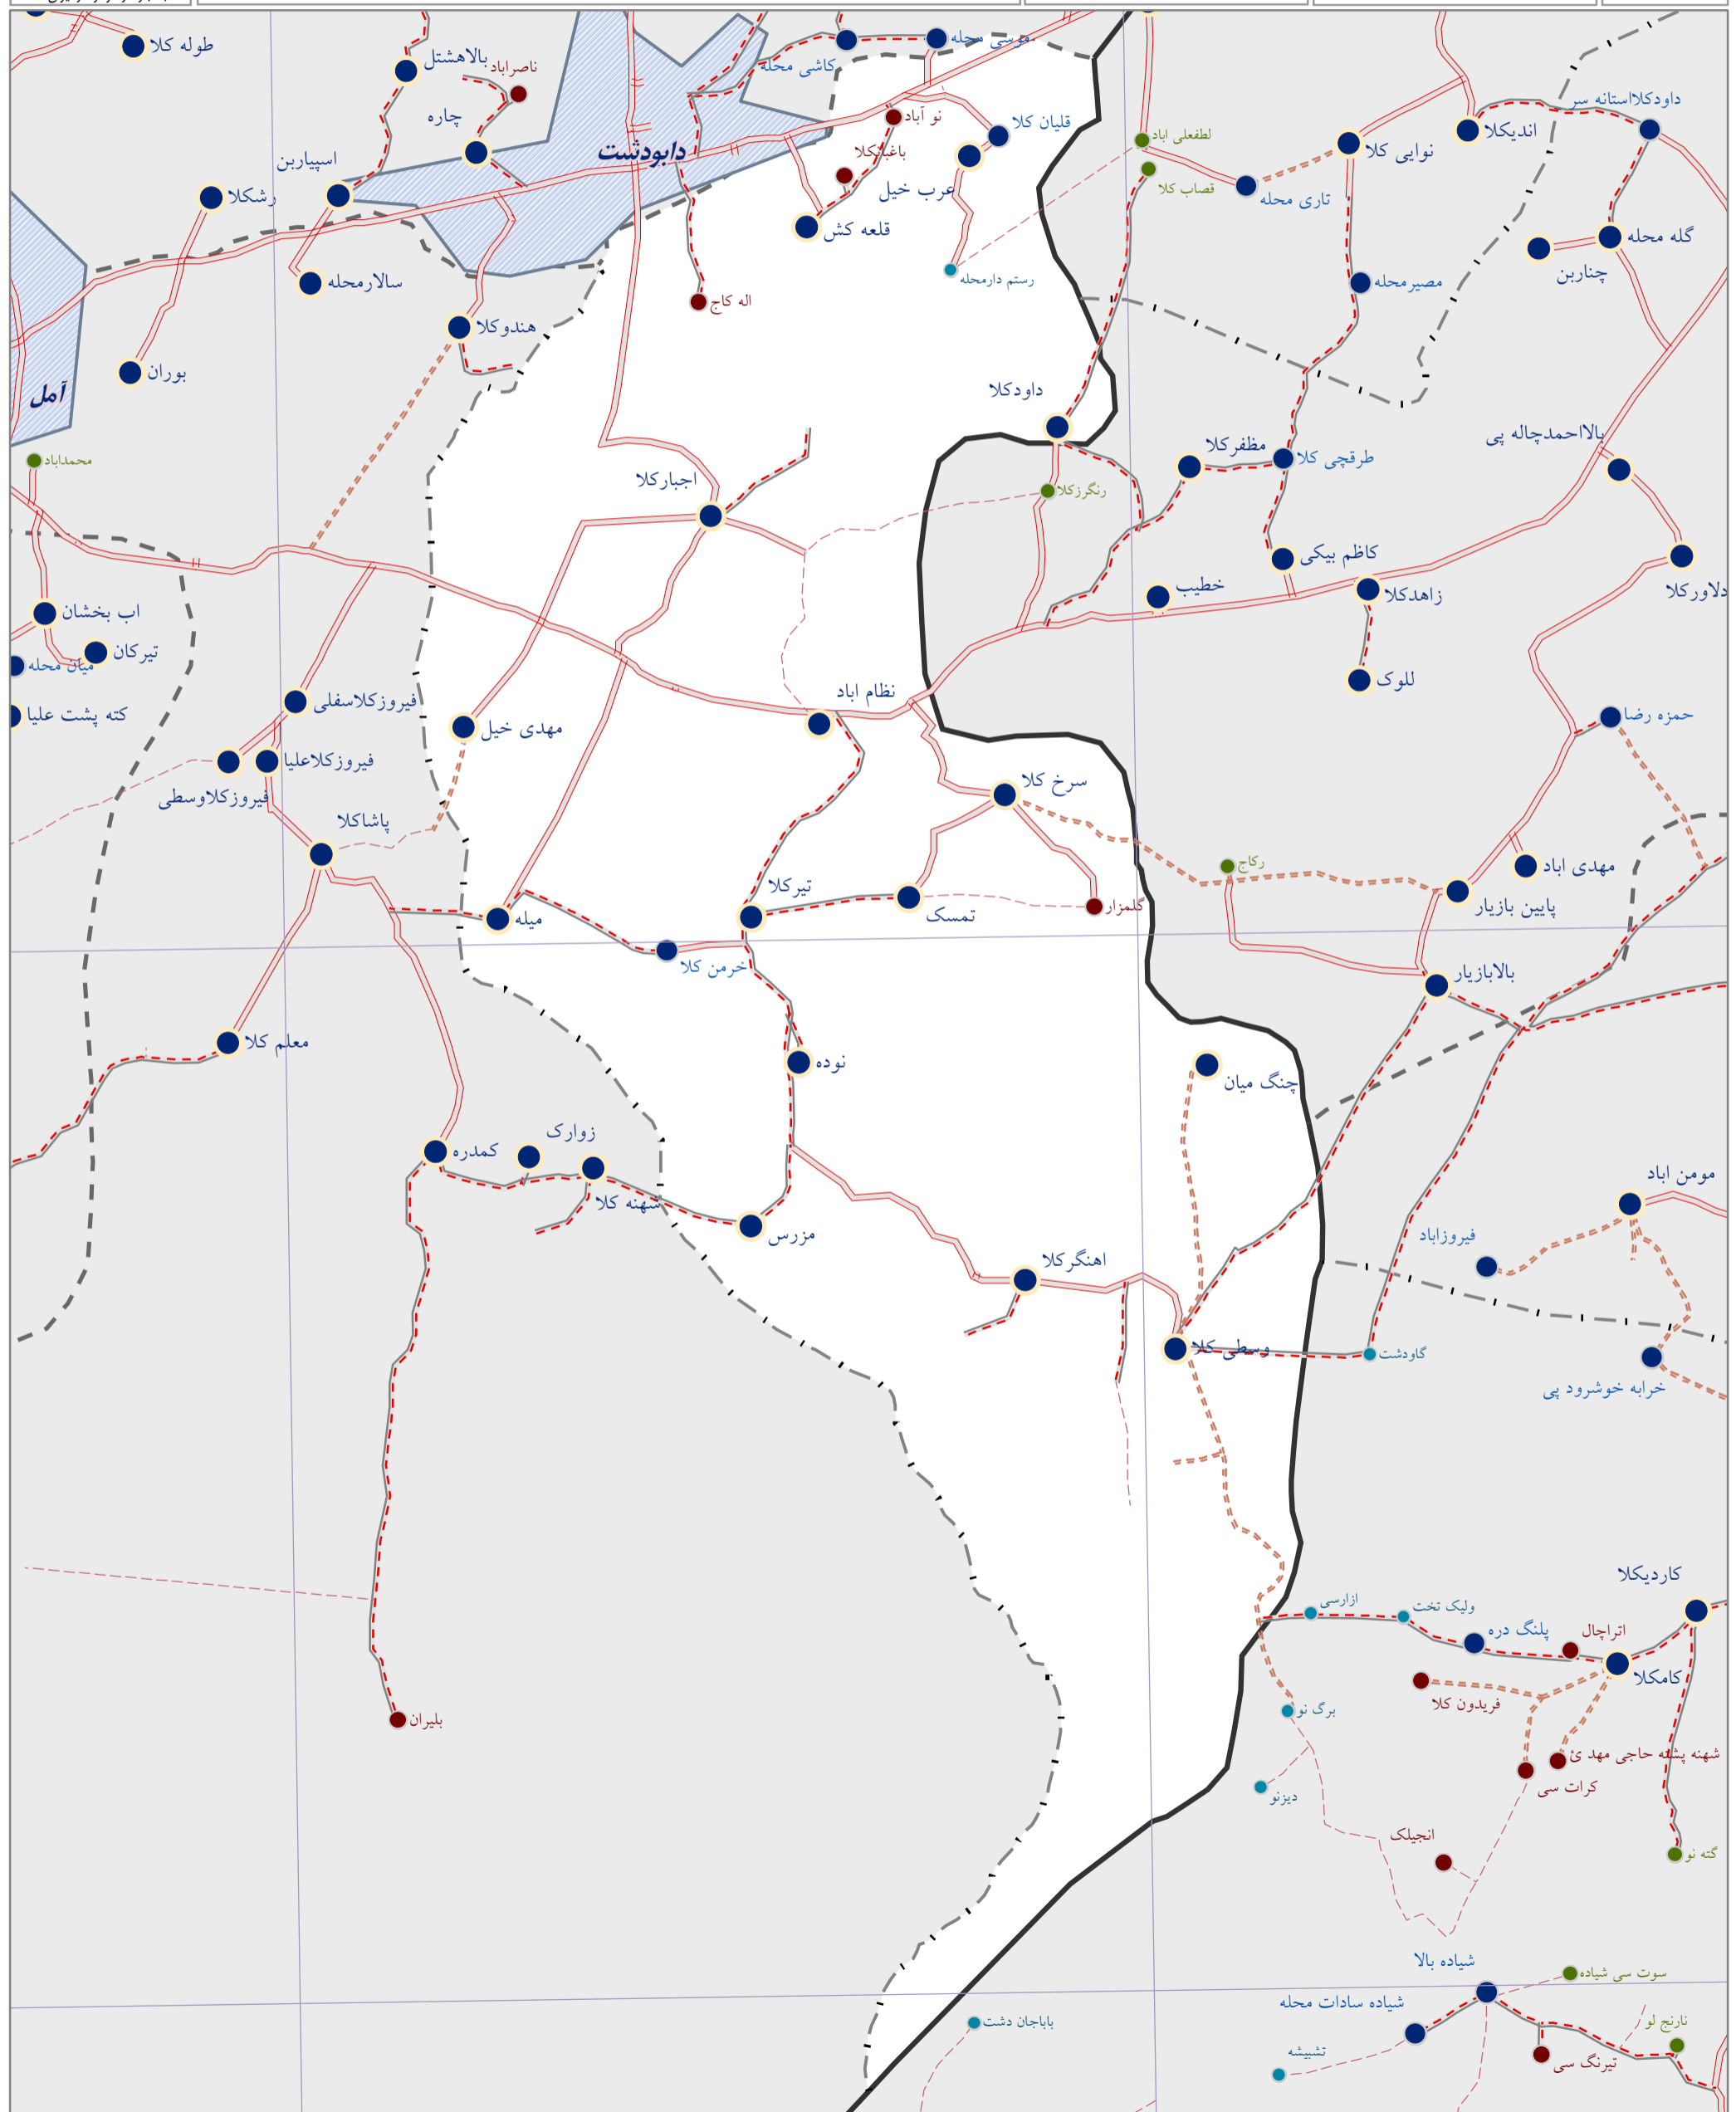 طوله کلا
بالاهشتل
ناصراباد
چاره
اسپیاربن
رشکلا
سالارمحله
هندوکلا
بوران
آمل
محمداباد
دابودشت
کاشی محله
موسی محله
نو آباد
باغبانکلا
قلیان کلا
عرب خیل
قلعه کش
رستم دارمحله
اله کاج
لطفعلی اباد
قصاب کلا
تاری محله
نوایی کلا
اندیکلا
داودکلااستانه سر
گله محله
چناربن
مصیرمحله
داودکلا
مظفرکلا
طرقچی کلا
بالااحمدچاله پی
رنگرزکلا
اجبارکلا
کاظم بیکی
خطیب
زاهدکلا
دلاورکلا
للوک
اب بخشان
تیرکان
میان محله
کته پشت علیا
فیروزکلاسفلی
فیروزکلاعلیا
فیروزکلاوسطی
پاشاکلا
مهدی خیل
نظام اباد
حمزه رضا
سرخ کلا
رکاج
مهدی اباد
پایین بازیار
تیرکلا
تمسک
گلمزار
میله
خرمن کلا
بالابازیار
معلم کلا
نوده
چنگ میان
کمدره
زوارک
شهنه کلا
مزرس
مومن اباد
فیروزاباد
اهنگرکلا
وسطی کلا
گاودشت
خرابه خوشرود پی
کاردیکلا
ازارسی
ولیک تخت
پلنگ دره
اتراچال
کامکلا
فریدون کلا
برگ نو
بلیران
شهنه پشته حاجی مهد ئ
کرات سی
دیزنو
انجیلک
گته نو
شیاده بالا
سوت سی شیاده
شیاده سادات محله
باباجان دشت
نارنج لو
تشبیشه
تیرنگ سی